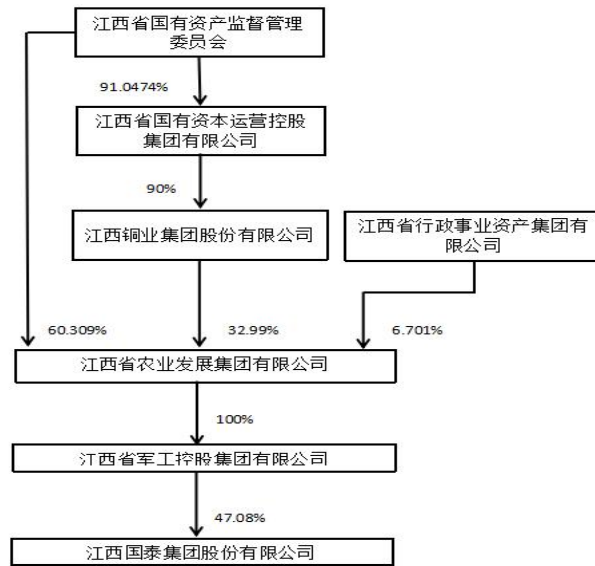 江西省国有资产监督管理
委员会
91.0474%
江西省国有资本运营控股
集团有限公司
90%
江西铜业集团股份有限公司
江西省行政事业资产集团有
限公司
60.309%
32.99%
6.701%
江西省农业发展集团有限公司
100%
江西省军工控股集团有限公司
47.08%
江西国泰集团股份有限公司